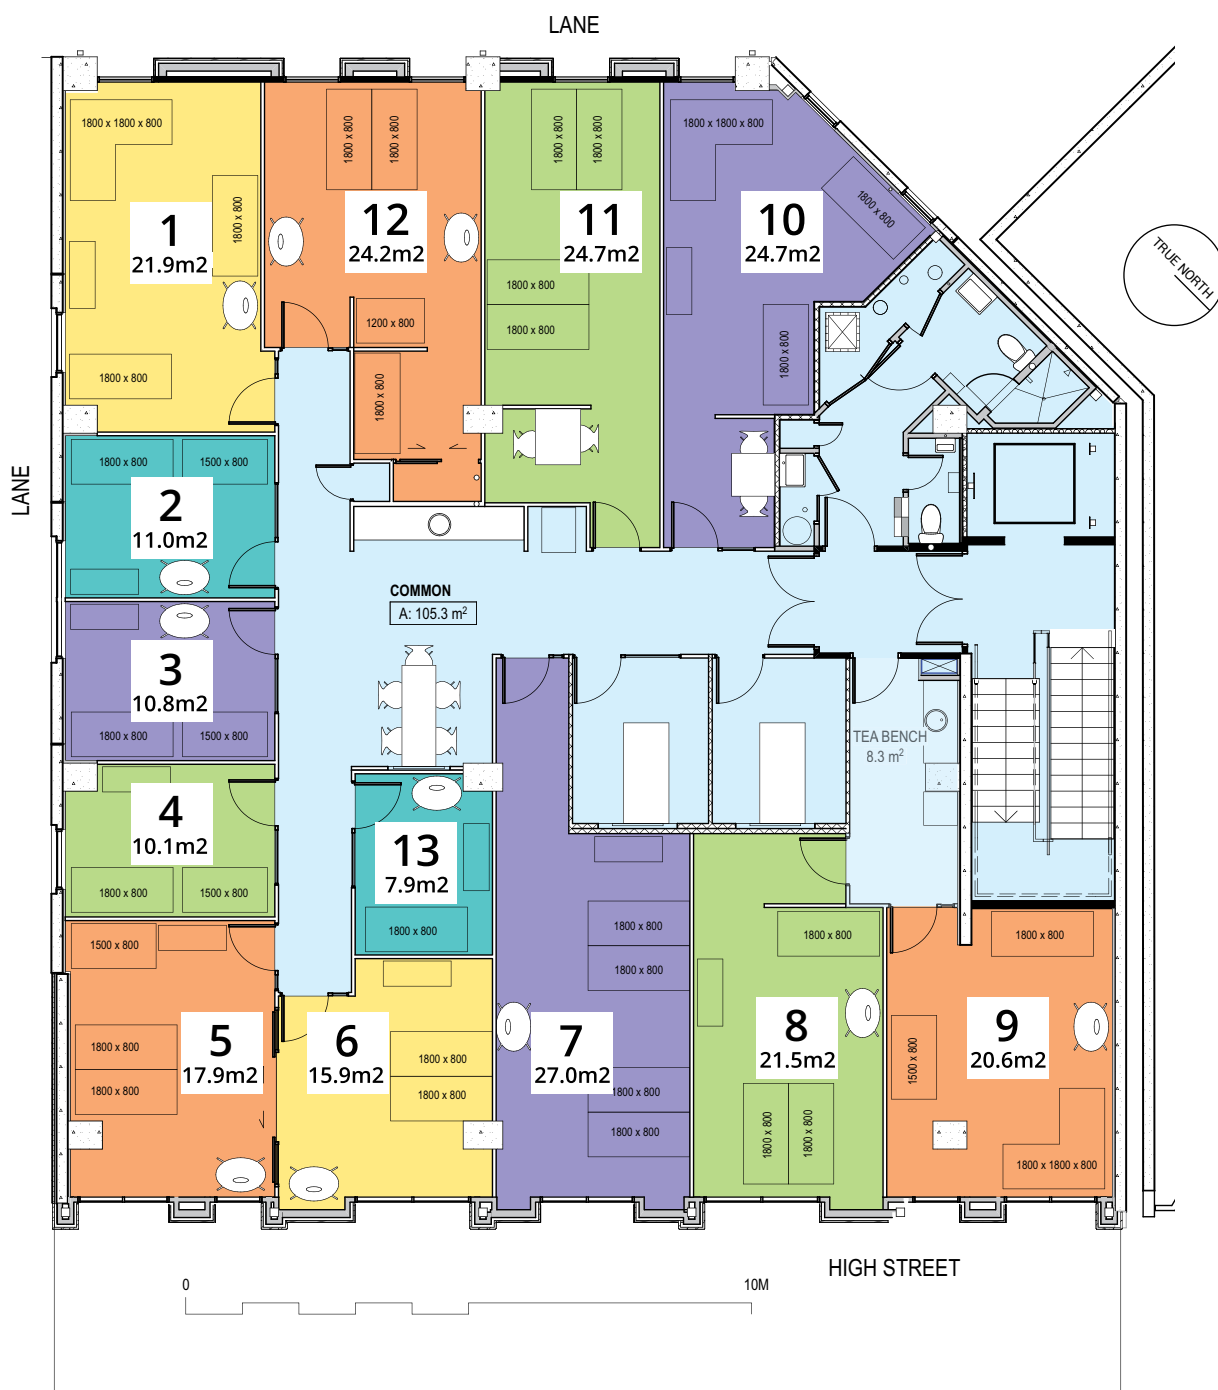 LANE
1800 x 1800 x 800
1800 x 800
1
21.9m2
1800 x 800
1800 x 800
1800 x 800
12
24.2m2
1200 x 800
1800 x 800
1800 x 800
1800 x 800
11
24.7m2
1800 x 800
1800 x 800
1800 x 1800 x 800
1800 x 800
10
24.7m2
1800 x 800
TRUE NORTH
LANE
1800 x 800
1500 x 800
2
11.0m2
COMMON
A: 105.3 m²
3
10.8m2
1800 x 800
1500 x 800
TEA BENCH
8.3 m²
4
10.1m2
1800 x 800
1500 x 800
13
7.9m2
1800 x 800
1500 x 800
1800 x 800
1800 x 800
5
17.9m2
6
15.9m2
1800 x 800
1800 x 800
1800 x 800
1800 x 800
7
27.0m2
1800 x 800
1800 x 800
1800 x 800
8
21.5m2
1800 x 800
1800 x 800
1800 x 800
9
20.6m2
1500 x 800
1800 x 1800 x 800
HIGH STREET
0
10M